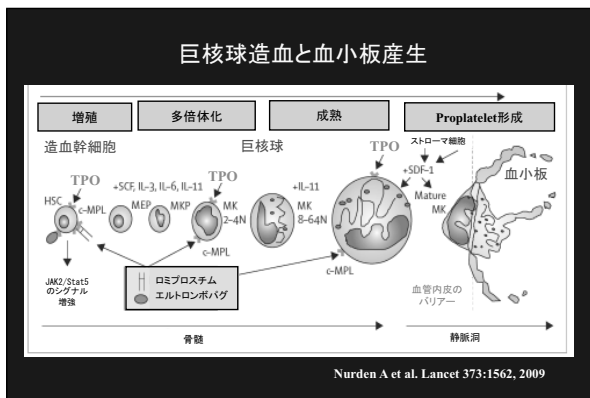 巨核球造血と血小板産生
増殖
多倍体化
成熟
Proplatelet形成
造血幹細胞
巨核球
ストローマ細胞
TPO
+SCF, IL-3, IL-6, IL-11
TPO
+IL-11
TPO
+SDF-1
血小板
HSC
c-MPL
MEP
MKP
MK
2-4N
MK
8-64N
Mature
MK
c-MPL
c-MPL
JAK2/Stat5
のシグナル
増強
ロミプロスチム
エルトロンボパグ
血管内皮の
バリアー
骨髄
静脈洞
Nurden A et al. Lancet 373:1562, 2009